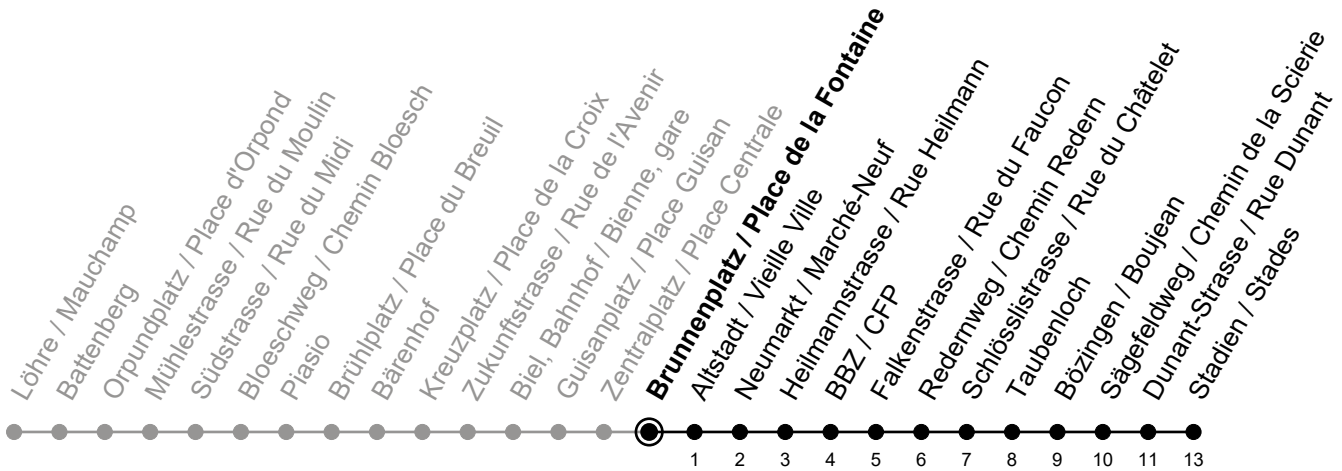 Löhre / Mauchamp
Battenberg
Orpundplatz / Place d'Orpond
Mühlestrasse / Rue du Moulin
Südstrasse / Rue du Midi
Bloeschweg / Chemin Bloesch
Piasio
Brühlplatz / Place du Breuil
Bärenhof
Kreuzplatz / Place de la Croix
Zukunftstrasse / Rue de l'Avenir
Biel, Bahnhof / Bienne, gare
Guisanplatz / Place Guisan
Zentralplatz / Place Centrale
Brunnenplatz / Place de la Fontaine
Altstadt / Vieille Ville
Neumarkt / Marché-Neuf
Heilmannstrasse / Rue Heilmann
BBZ / CFP
Falkenstrasse / Rue du Faucon
Redernweg / Chemin Redern
Schlösslistrasse / Rue du Châtelet
Taubenloch
Bözingen / Boujean
Sägefeldweg / Chemin de la Scierie
Dunant-Strasse / Rue Dunant
Stadien / Stades
1 2 3 4 5 6 7 8 9 10 11 13